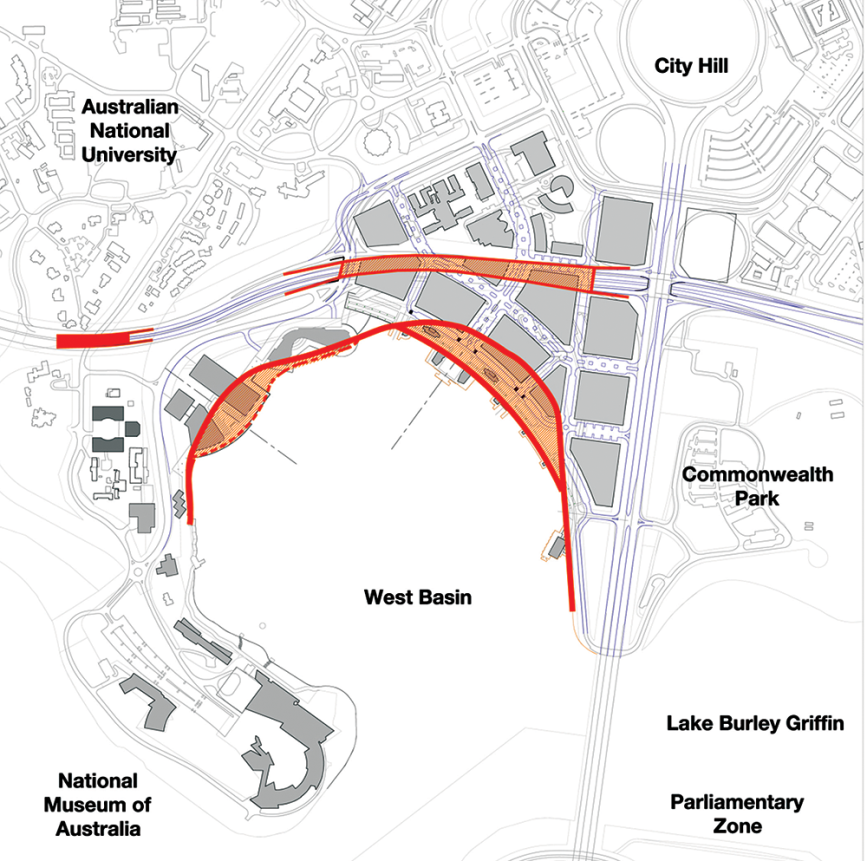 City Hill
Australian
National
University
Commonwealth
Park
West Basin
Lake Burley Griffin
National
Museum of
Australia
Parliamentary
Zone